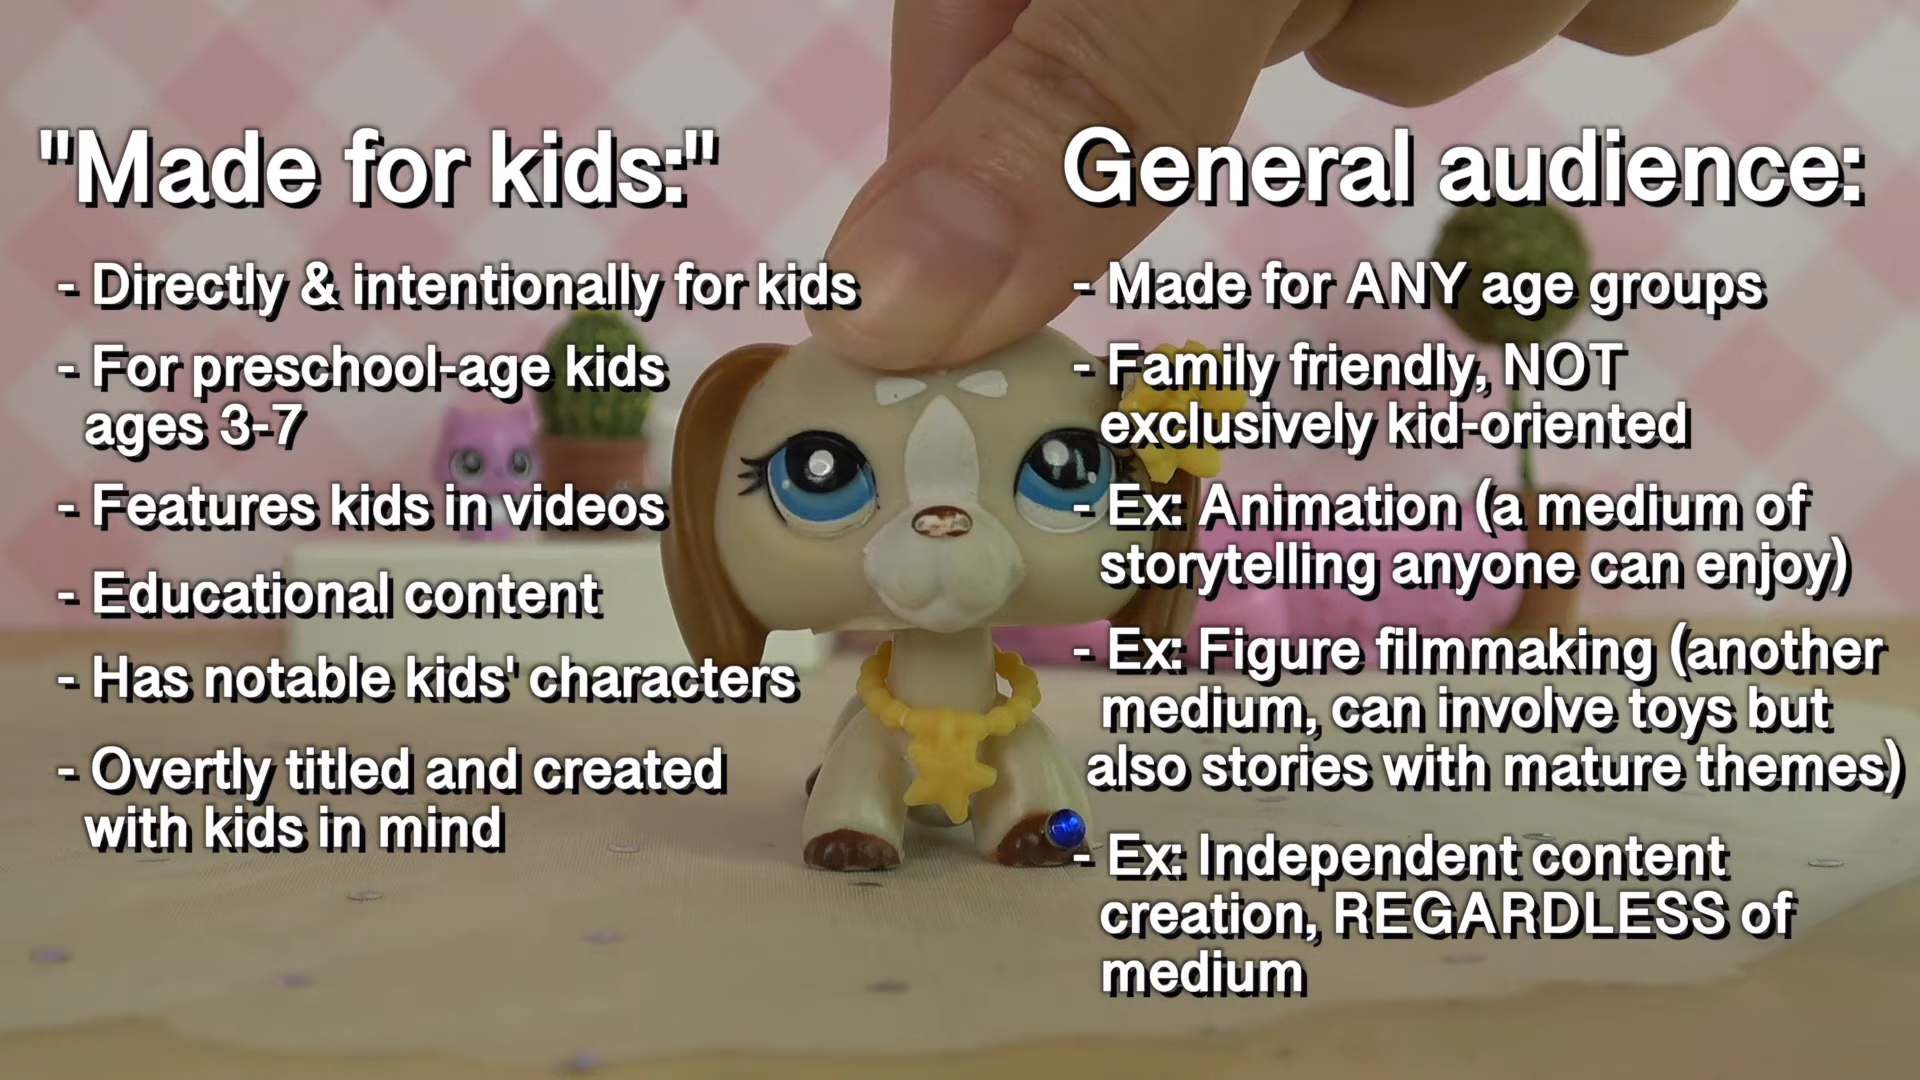 "Made for kids:"
- Directly & intentionally for kids
- For preschool-age kids
ages 3-7
- Features kids in videos
- Educational content
- Has notable kids' characters
- Overtly titled and created
with kids in mind
General audience:
- Made for ANY age groups
- Family friendly, NOT
exclusively kid-oriented
- Ex: Animation (a medium of
storytelling anyone can enjoy)
- Ex: Figure filmmaking (another
medium, can involve toys but
also stories with mature themes)
- Ex: Independent content
creation, REGARDLESS of
medium